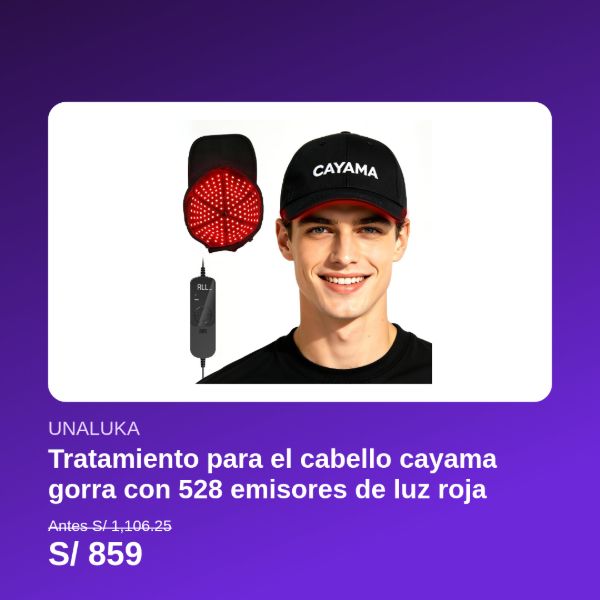 CAYAMA
ALL
UNALUKA
Tratamiento para el cabello cayama
gorra con 528 emisores de luz roja
Antes S/ 1,106.25
S/ 859